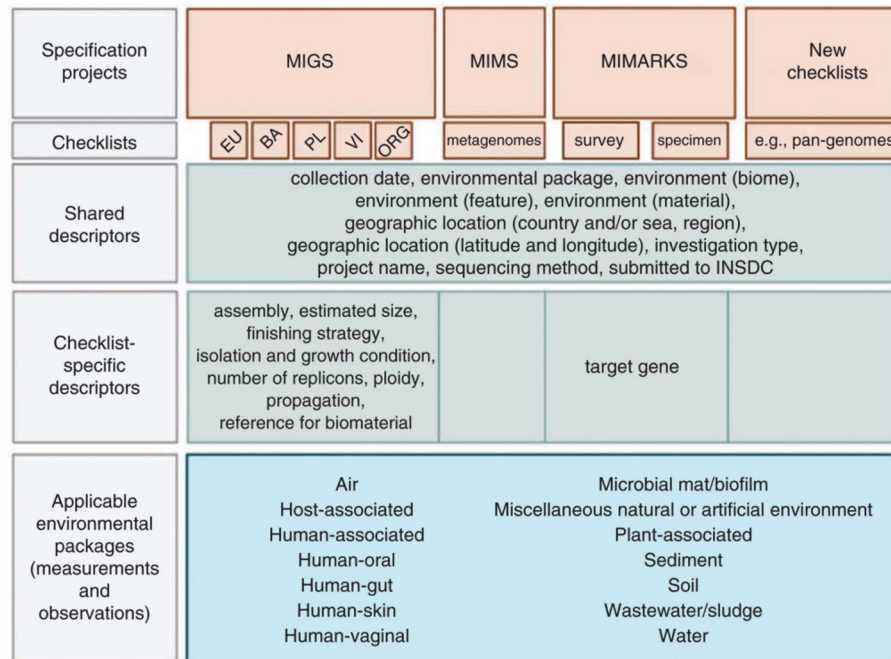 Specification
projects
MIGS
MIMS
MIMARKS
New
checklists
Checklists
EU
BA
PL
VI
ORG
metagenomes
survey
specimen
e.g., pan-genomes
Shared
descriptors
collection date, environmental package, environment (biome),
environment (feature), environment (material),
geographic location (country and/or sea, region),
geographic location (latitude and longitude), investigation type,
project name, sequencing method, submitted to INSDC
Checklist-
specific
descriptors
assembly, estimated size,
finishing strategy,
isolation and growth condition,
number of replicons, ploidy,
propagation,
reference for biomaterial
target gene
Applicable
environmental
packages
(measurements
and
observations)
Air
Host-associated
Human-associated
Human-oral
Human-gut
Human-skin
Human-vaginal
Microbial mat/biofilm
Miscellaneous natural or artificial environment
Plant-associated
Sediment
Soil
Wastewater/sludge
Water